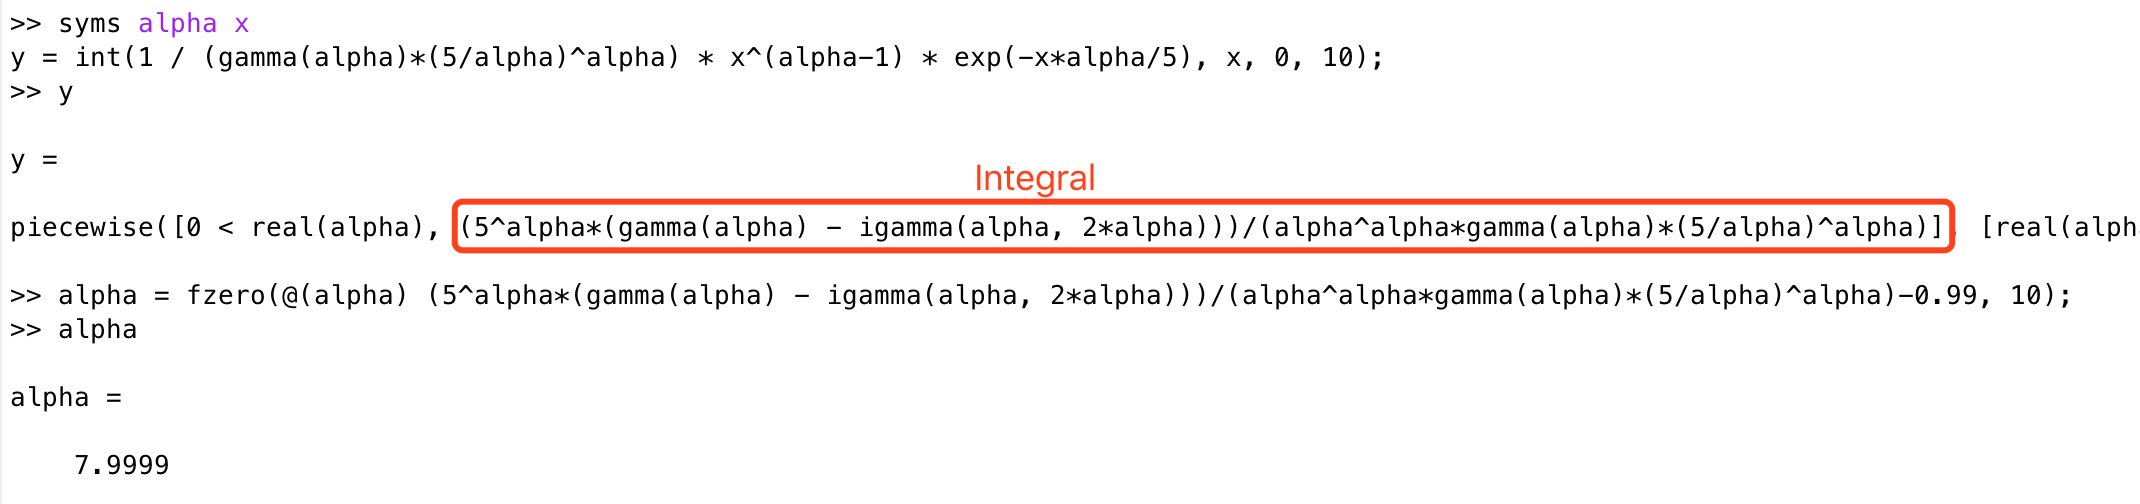 >> syms alpha x
y = int(1 / (gamma(alpha)*(5/alpha)^alpha) * x^(alpha-1) * exp(-x*alpha/5), x, 0, 10);
>> y
y =
Integral
piecewise([0 < real(alpha), (5^alpha*(gamma(alpha) - igamma(alpha, 2*alpha)))/(alpha^alpha*gamma(alpha)*(5/alpha)^alpha)], [real(alph
>> alpha = fzero(@(alpha) (5^alpha*(gamma(alpha) - igamma(alpha, 2*alpha)))/(alpha^alpha*gamma(alpha)*(5/alpha)^alpha)-0.99, 10);
>> alpha
alpha =
7.9999